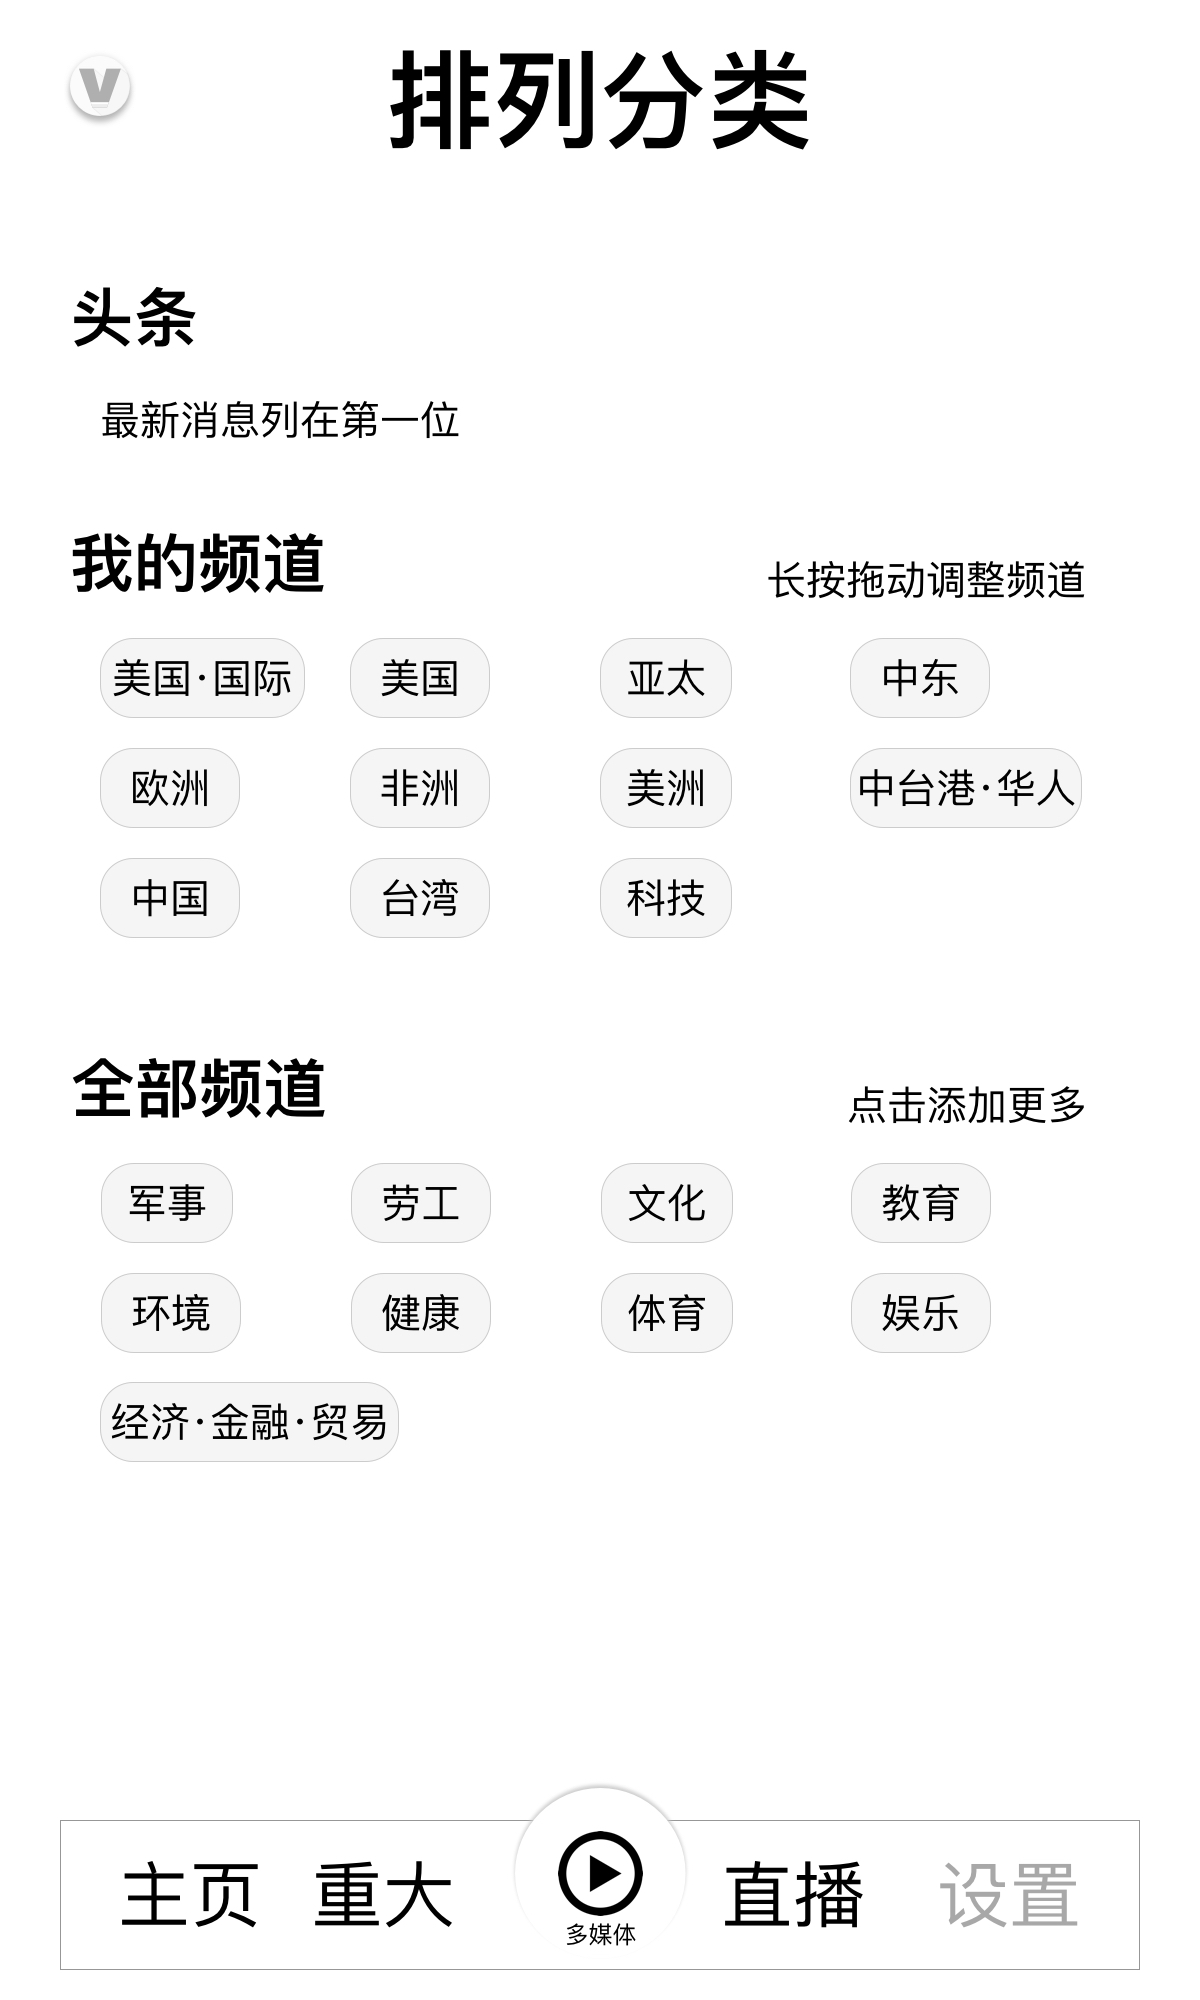 V
排列分类
头条
最新消息列在第一位
我的频道 长按拖动调整频道
美国·国际 美国 亚太 中东
欧洲 非洲 美洲 中台港·华人
中国 台湾 科技
全部频道 点击添加更多
军事 劳工 文化 教育
环境 健康 体育 娱乐
经济·金融·贸易
主页 重大 多媒体 直播 设置